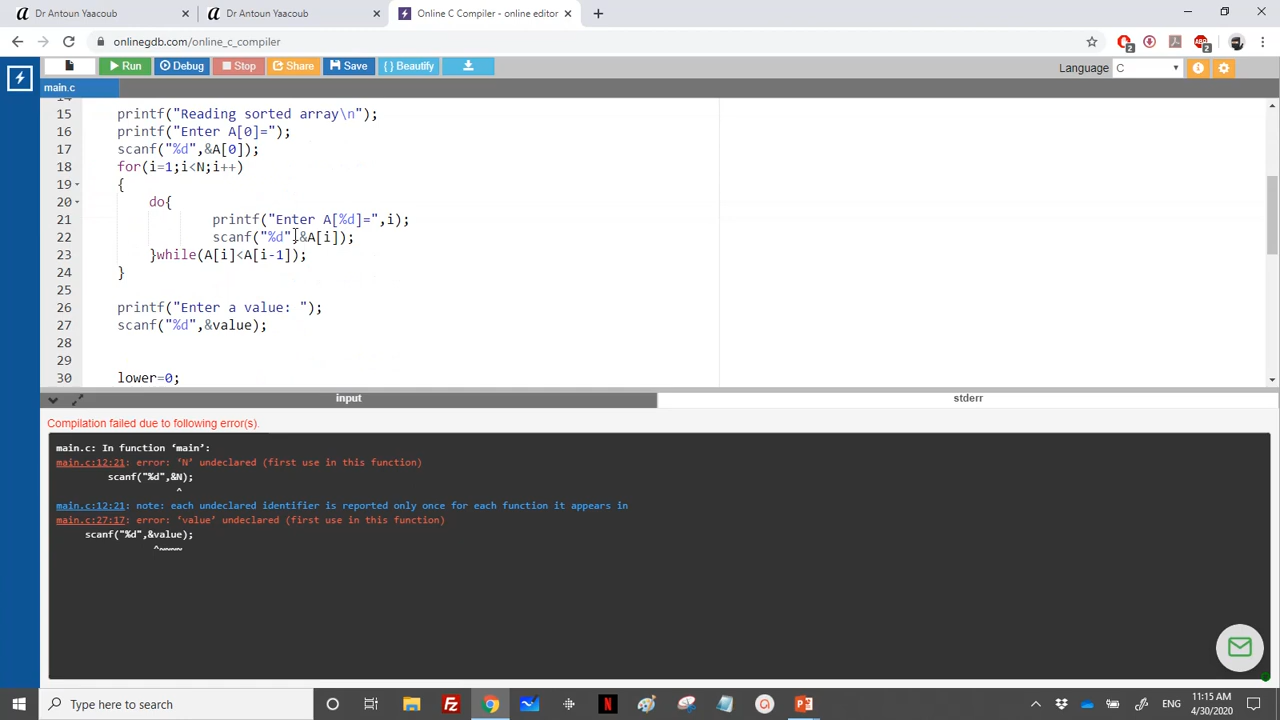 Dr Antoun Yaacoub
Dr Antoun Yaacoub
Online C Compiler - online editor
onlinegdb.com/online_c_compiler
2
ABP
2
Run
Debug
Stop
Share
Save
{ } Beautify
Language
C
main.c
14
15 printf("Reading sorted array\n");
16 printf("Enter A[0]=");
17 scanf("%d",&A[0]);
18 for(i=1;i<N;i++)
19 {
20 do{
21 printf("Enter A[%d]=",i);
22 scanf("%d",&A[i]);
23 }while(A[i]<A[i-1]);
24 }
25
26 printf("Enter a value: ");
27 scanf("%d",&value);
28
29
30 lower=0;
input
stderr
Compilation failed due to following error(s).
main.c: In function ‘main’:
main.c:12:21: error: ‘N’ undeclared (first use in this function)
scanf("%d",&N);
^
main.c:12:21: note: each undeclared identifier is reported only once for each function it appears in
main.c:27:17: error: ‘value’ undeclared (first use in this function)
scanf("%d",&value);
^~~~~
Type here to search
ENG
11:15 AM
4/30/2020